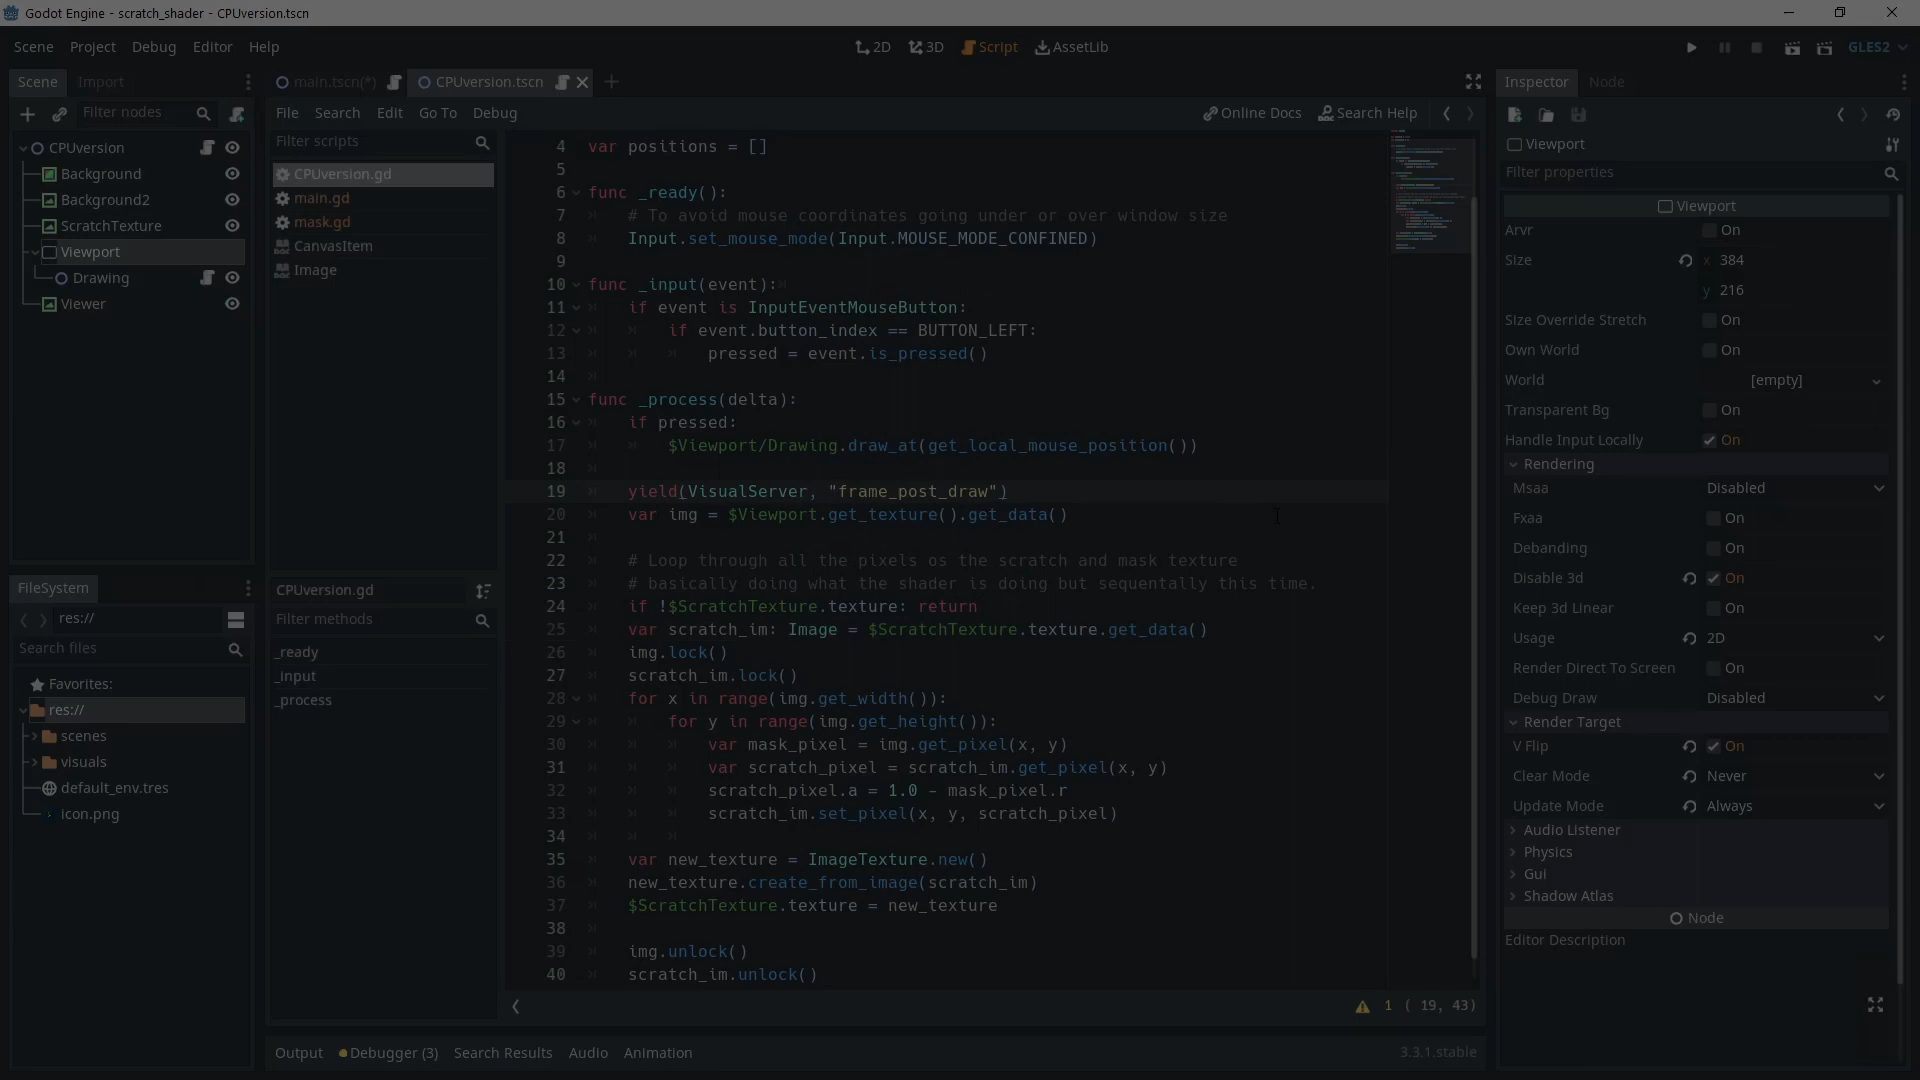 Godot Engine - scratch_shader - CPUversion.tscn
Scene Project Debug Editor Help
2D 3D Script AssetLib
GLES2
Scene Import
main.tscn(*) CPUversion.tscn
Inspector Node
Filter nodes
File Search Edit Go To Debug
Online Docs Search Help
CPUversion
Background
Background2
ScratchTexture
Viewport
Drawing
Viewer
Filter scripts
CPUversion.gd
main.gd
mask.gd
CanvasItem
Image
CPUversion.gd
Filter methods
_ready
_input
_process
FileSystem
res://
Search files
Favorites:
res://
scenes
visuals
default_env.tres
icon.png
4 var positions = []
5
6 func _ready():
7 # To avoid mouse coordinates going under or over window size
8 Input.set_mouse_mode(Input.MOUSE_MODE_CONFINED)
9
10 func _input(event):
11 if event is InputEventMouseButton:
12 if event.button_index == BUTTON_LEFT:
13 pressed = event.is_pressed()
14
15 func _process(delta):
16 if pressed:
17 $Viewport/Drawing.draw_at(get_local_mouse_position())
18
19 yield(VisualServer, "frame_post_draw")
20 var img = $Viewport.get_texture().get_data()
21
22 # Loop through all the pixels os the scratch and mask texture
23 # basically doing what the shader is doing but sequentally this time.
24 if !$ScratchTexture.texture: return
25 var scratch_im: Image = $ScratchTexture.texture.get_data()
26 img.lock()
27 scratch_im.lock()
28 for x in range(img.get_width()):
29 for y in range(img.get_height()):
30 var mask_pixel = img.get_pixel(x, y)
31 var scratch_pixel = scratch_im.get_pixel(x, y)
32 scratch_pixel.a = 1.0 - mask_pixel.r
33 scratch_im.set_pixel(x, y, scratch_pixel)
34
35 var new_texture = ImageTexture.new()
36 new_texture.create_from_image(scratch_im)
37 $ScratchTexture.texture = new_texture
38
39 img.unlock()
40 scratch_im.unlock()
1 ( 19, 43)
Output Debugger (3) Search Results Audio Animation
3.3.1.stable
Viewport
Filter properties
Viewport
Arvr On
Size x 384
y 216
Size Override Stretch On
Own World On
World [empty]
Transparent Bg On
Handle Input Locally On
Rendering
Msaa Disabled
Fxaa On
Debanding On
Disable 3d On
Keep 3d Linear On
Usage 2D
Render Direct To Screen On
Debug Draw Disabled
Render Target
V Flip On
Clear Mode Never
Update Mode Always
Audio Listener
Physics
Gui
Shadow Atlas
Node
Editor Description